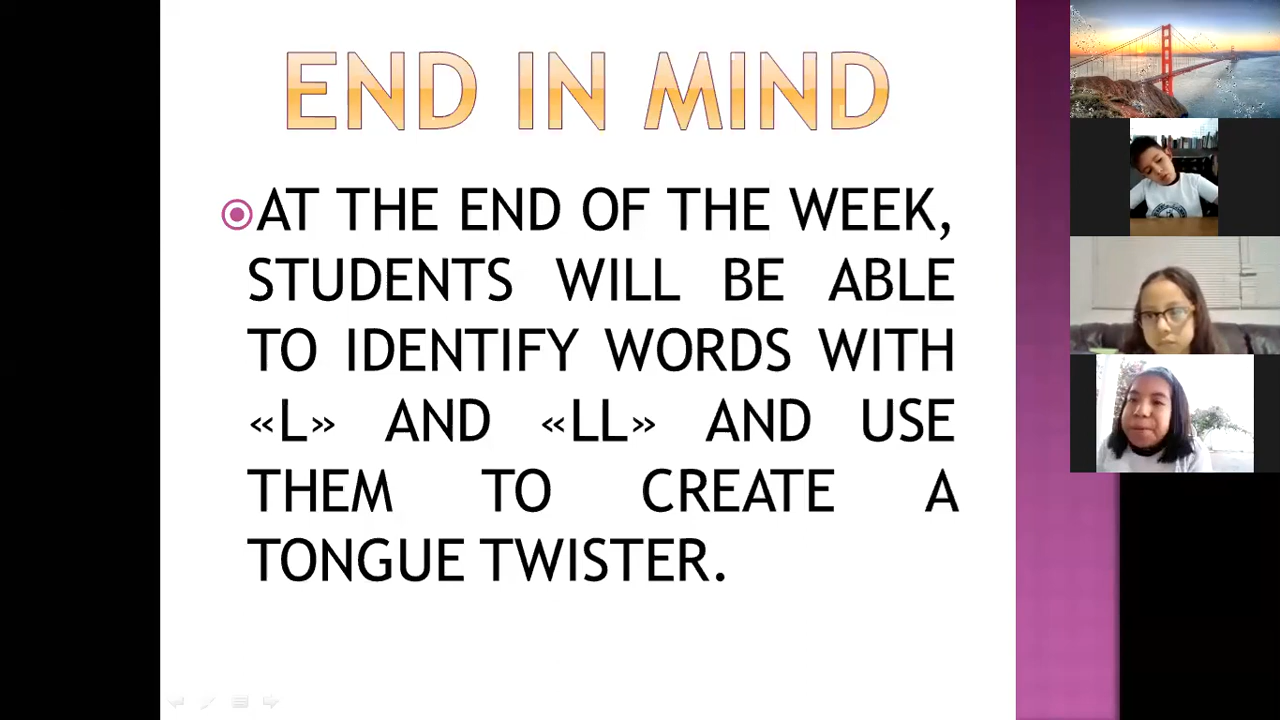 END IN MIND
AT THE END OF THE WEEK,
STUDENTS WILL BE ABLE
TO IDENTIFY WORDS WITH
«L» AND «LL» AND USE
THEM TO CREATE A
TONGUE TWISTER.